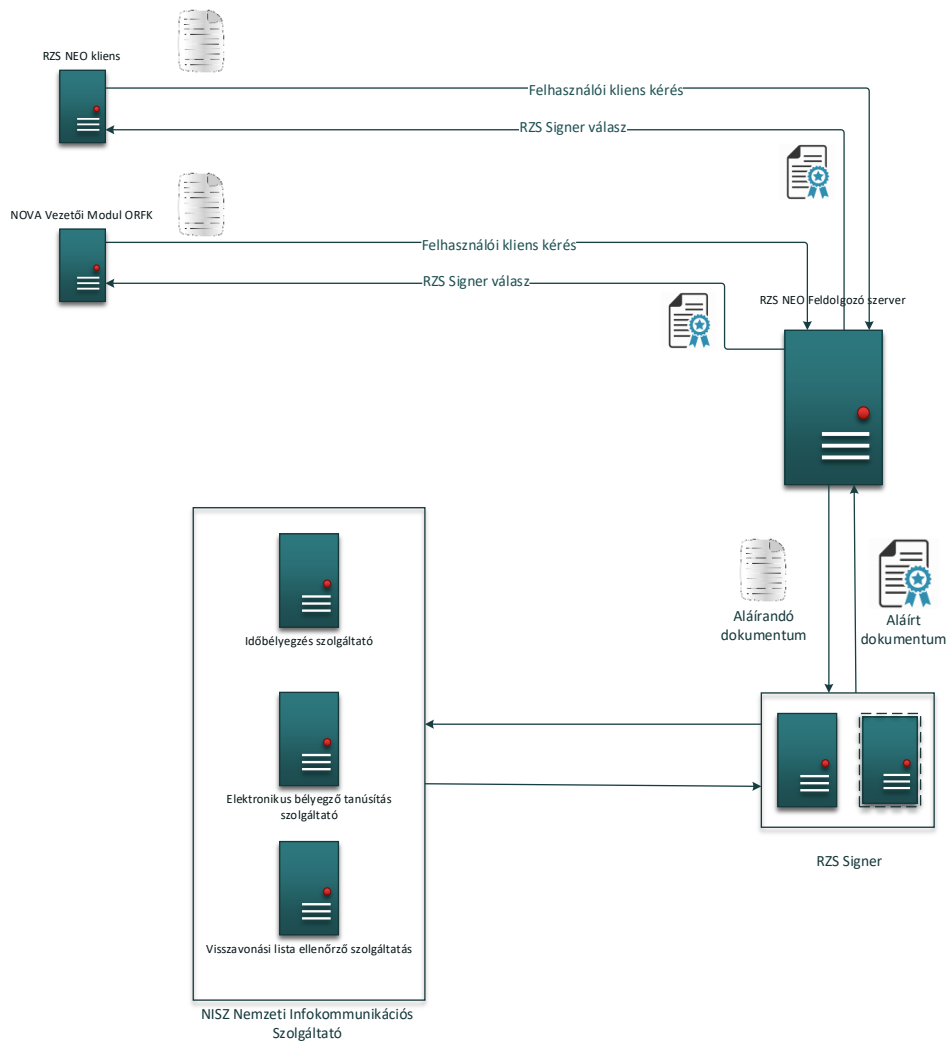 RZS NEO kliens
Felhasználói kliens kérés
RZS Signer válasz
NOVA Vezetői Modul ORFK
Felhasználói kliens kérés
RZS Signer válasz
RZS NEO Feldolgozó szerver
Aláírandó
dokumentum
Aláírt
dokumentum
Időbélyegzés szolgáltató
Elektronikus bélyegző tanúsítás
szolgáltató
Visszavonási lista ellenőrző szolgáltatás
NISZ Nemzeti Infokommunikációs
Szolgáltató
RZS Signer